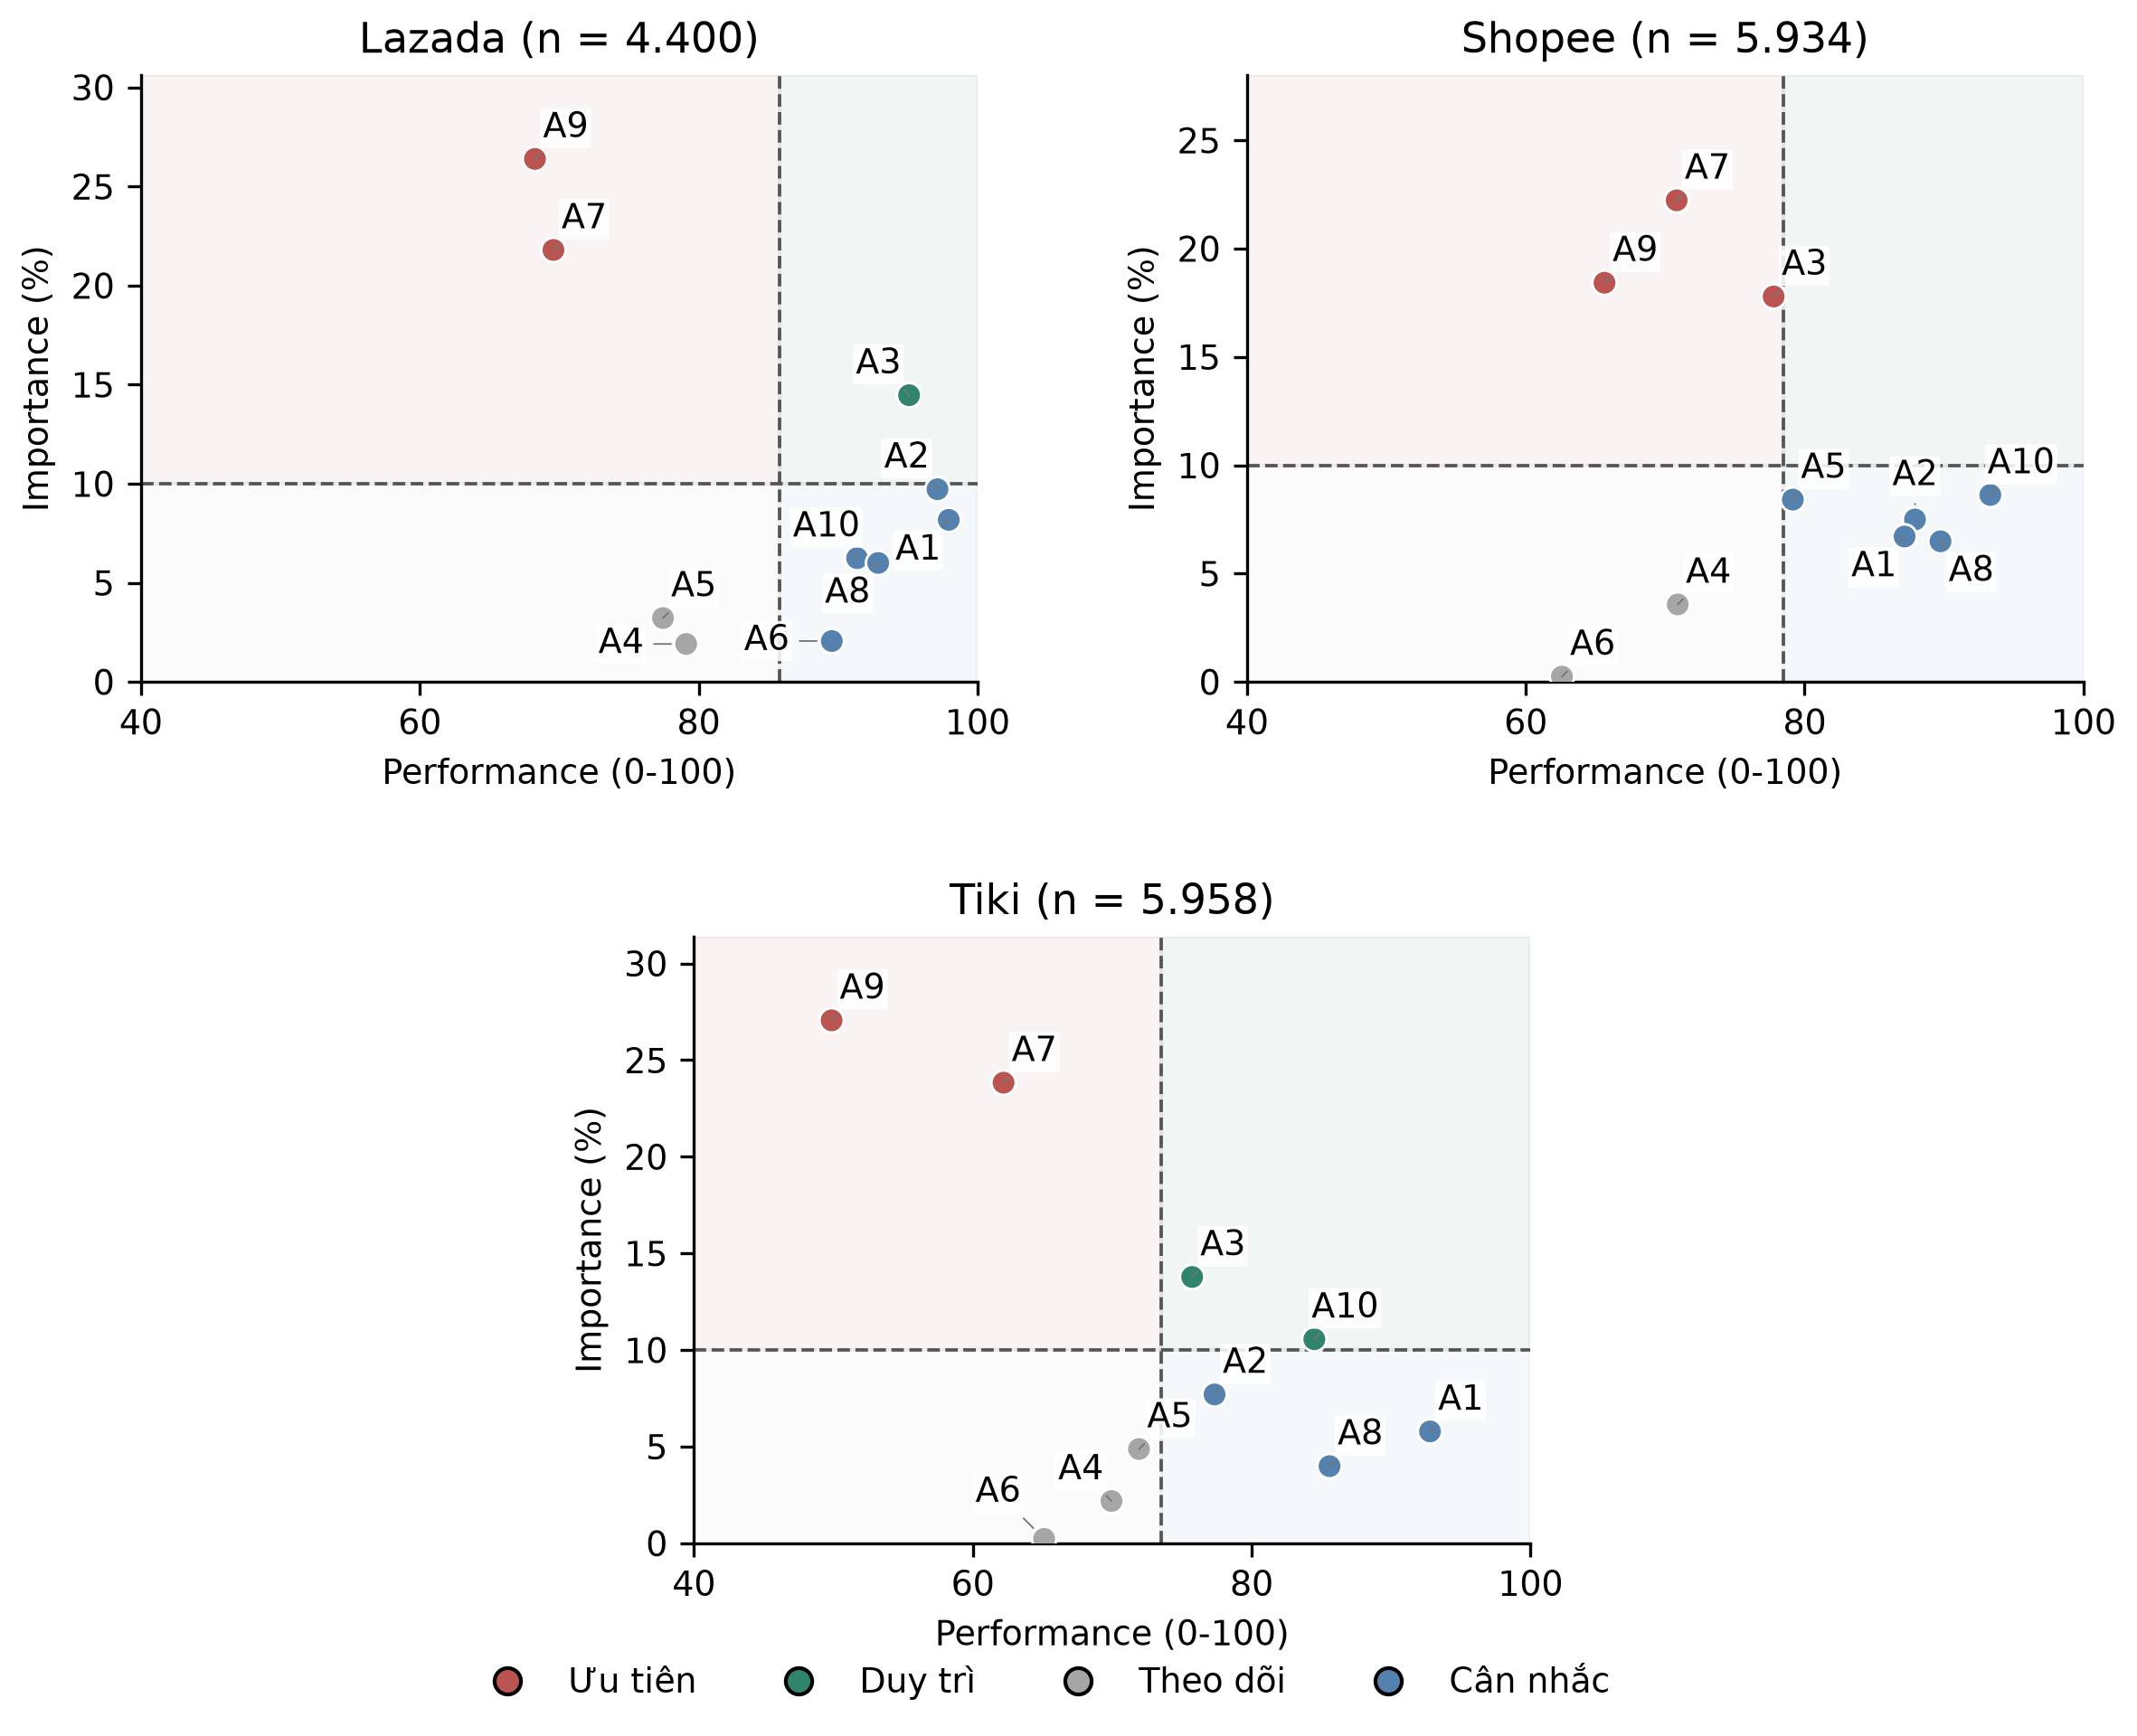 Lazada (n = 4.400)
30
25
20
15
10
5
0
Importance (%)
A9
A7
A3
A2
A10
A1
A8
A5
A4
A6
40 60 80 100
Performance (0-100)
Shopee (n = 5.934)
25
20
15
10
5
0
Importance (%)
A7
A9
A3
A5
A2
A10
A1
A8
A4
A6
40 60 80 100
Performance (0-100)
Tiki (n = 5.958)
30
25
20
15
10
5
0
Importance (%)
A9
A7
A3
A10
A2
A5
A1
A8
A4
A6
40 60 80 100
Performance (0-100)
Ưu tiên Duy trì Theo dõi Cân nhắc